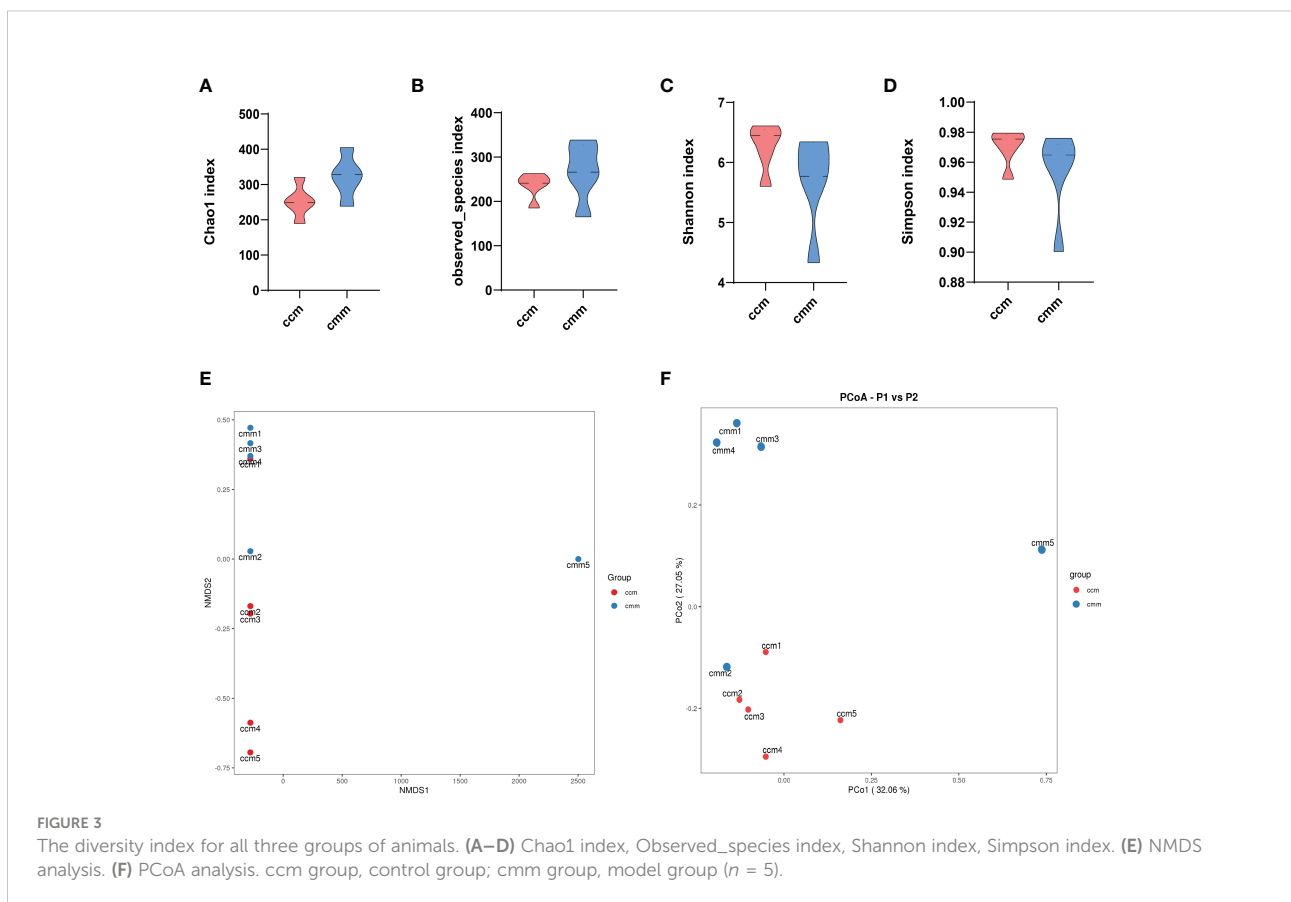 A
B
C
D
500
400
300
200
100
0
Chao1 index
ccm
cmm
400
300
200
100
0
observed_species index
ccm
cmm
7
6
5
4
Shannon index
ccm
cmm
1.00
0.98
0.96
0.94
0.92
0.90
0.88
Simpson index
ccm
cmm
E
0.50
0.25
0.00
-0.25
-0.50
-0.75
NMDS2
cmm1
cmm3
cmm4
ccm1
cmm2
cmm5
ccm2
ccm3
ccm4
ccm5
0
500
1000
1500
2000
2500
NMDS1
Group
ccm
cmm
F
PCoA - P1 vs P2
0.2
0.0
-0.2
PCo2 ( 27.05 %)
cmm1
cmm3
cmm4
cmm5
ccm1
cmm2
ccm2
ccm3
ccm5
ccm4
0.00
0.25
0.50
0.75
PCo1 ( 32.06 %)
group
ccm
cmm
FIGURE 3
The diversity index for all three groups of animals. (A–D) Chao1 index, Observed_species index, Shannon index, Simpson index. (E) NMDS
analysis. (F) PCoA analysis. ccm group, control group; cmm group, model group (n = 5).